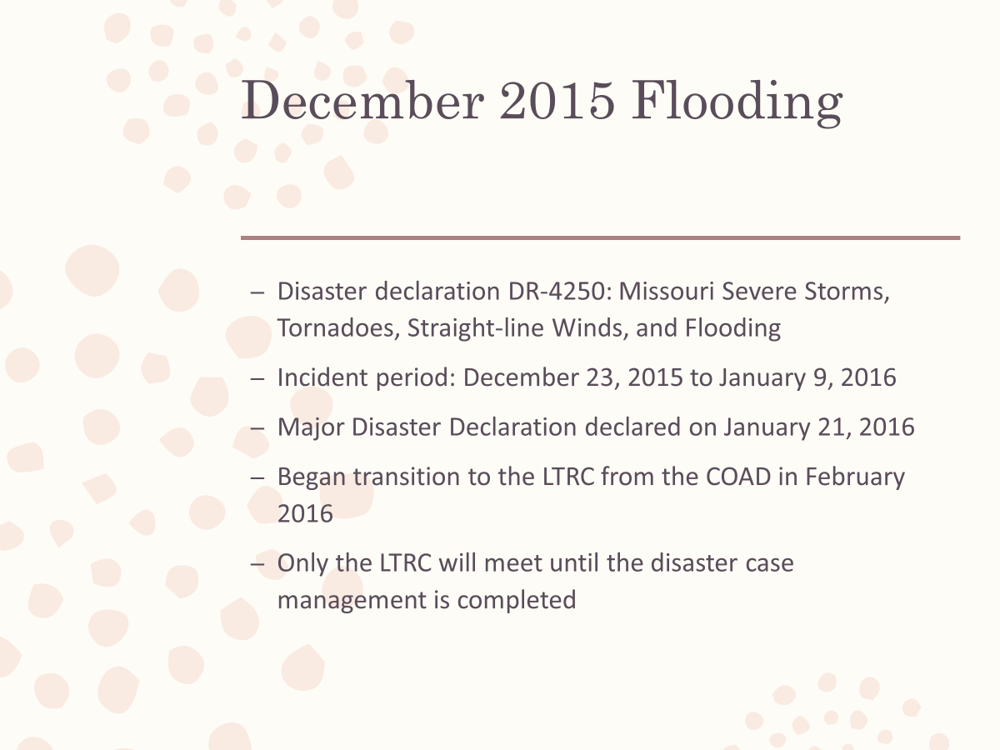 December 2015 Flooding
– Disaster declaration DR-4250: Missouri Severe Storms,
Tornadoes, Straight-line Winds, and Flooding
– Incident period: December 23, 2015 to January 9, 2016
– Major Disaster Declaration declared on January 21, 2016
– Began transition to the LTRC from the COAD in February
2016
– Only the LTRC will meet until the disaster case
management is completed